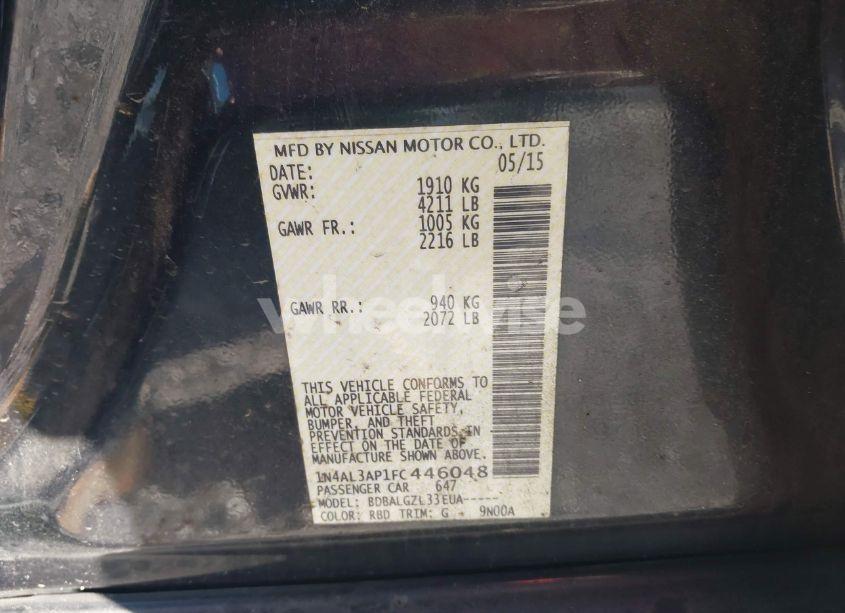 MFD BY NISSAN MOTOR CO., LTD.
DATE: 05/15
GVWR: 1910 KG
4211 LB
GAWR FR.: 1005 KG
2216 LB
GAWR RR.: 940 KG
2072 LB
wheelwise
THIS VEHICLE CONFORMS TO
ALL APPLICABLE FEDERAL
MOTOR VEHICLE SAFETY,
BUMPER, AND THEFT
PREVENTION STANDARDS IN
EFFECT ON THE DATE OF
MANUFACTURE SHOWN ABOVE.
1N4AL3AP1FC446048
PASSENGER CAR 647
MODEL: BDBALGZL33EUA-----
COLOR: RBD TRIM: G - 9N00A